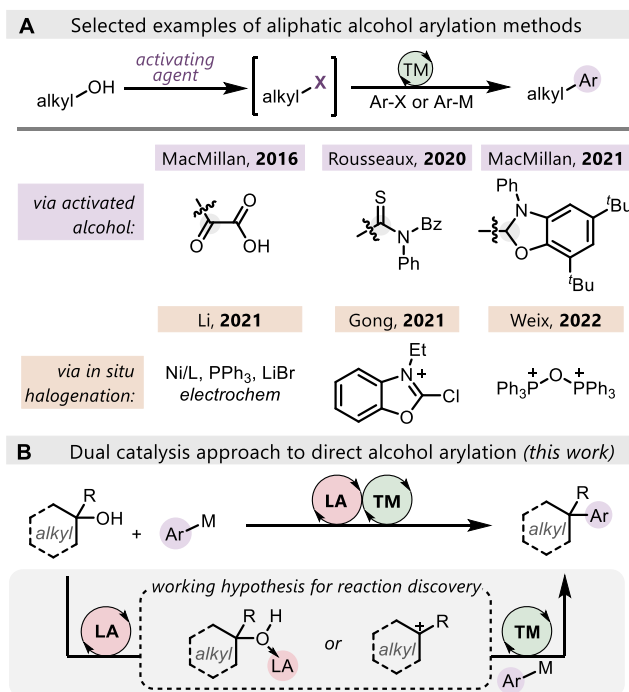 A Selected examples of aliphatic alcohol arylation methods
activating
agent
alkyl OH
alkyl X
TM
Ar-X or Ar-M
alkyl Ar
MacMillan, 2016 Rousseaux, 2020 MacMillan, 2021
via activated
alcohol:
O O OH
S N Bz Ph
Ph N O tBu tBu
Li, 2021 Gong, 2021 Weix, 2022
via in situ
halogenation:
Ni/L, PPh3, LiBr
electrochem
Et N+ Cl O
Ph3P+ O P+Ph3
B Dual catalysis approach to direct alcohol arylation (this work)
R OH alkyl + Ar M
LA TM
R Ar alkyl
working hypothesis for reaction discovery
LA
R H O alkyl LA
or
+ R alkyl
TM
Ar M